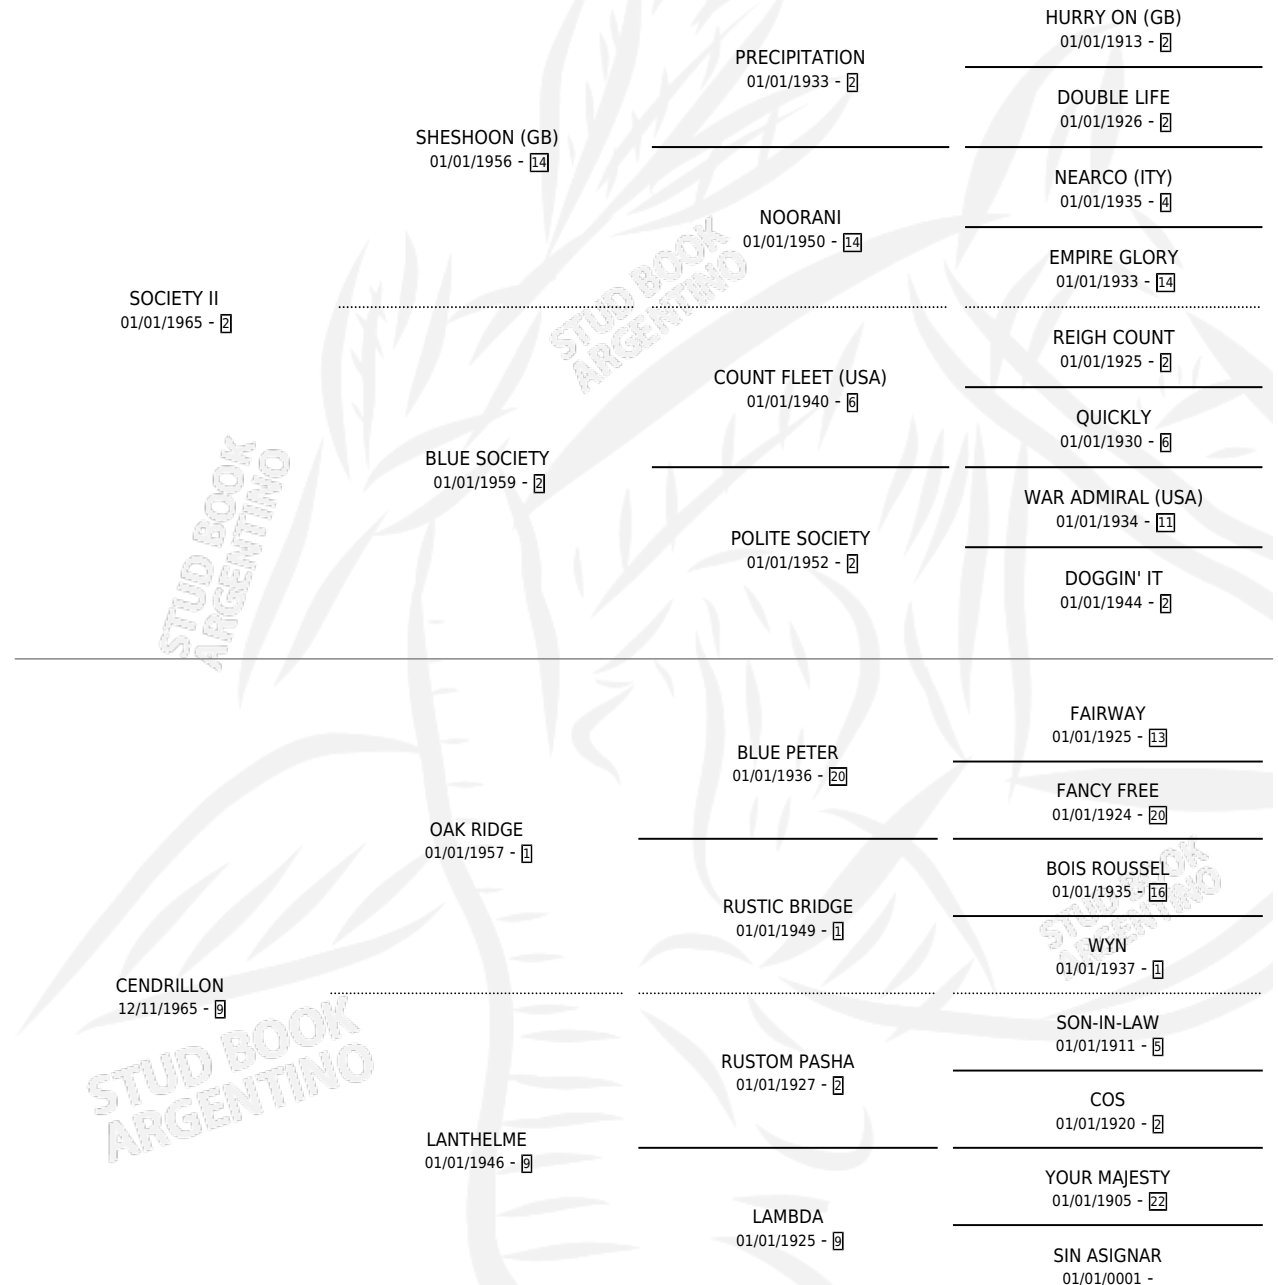 HURRY ON (GB)
01/01/1913 - 2
PRECIPITATION
01/01/1933 - 2
DOUBLE LIFE
01/01/1926 - 2
SHESHOON (GB)
01/01/1956 - 14
NEARCO (ITY)
01/01/1935 - 4
NOORANI
01/01/1950 - 14
EMPIRE GLORY
01/01/1933 - 14
SOCIETY II
01/01/1965 - 2
STUD BOOK
ARGENTINO
REIGH COUNT
01/01/1925 - 2
COUNT FLEET (USA)
01/01/1940 - 6
QUICKLY
01/01/1930 - 6
BLUE SOCIETY
01/01/1959 - 2
WAR ADMIRAL (USA)
01/01/1934 - 11
POLITE SOCIETY
01/01/1952 - 2
DOGGIN' IT
01/01/1944 - 2
STUD BOOK
ARGENTINO
FAIRWAY
01/01/1925 - 13
BLUE PETER
01/01/1936 - 20
FANCY FREE
01/01/1924 - 20
OAK RIDGE
01/01/1957 - 1
BOIS ROUSSEL
01/01/1935 - 16
RUSTIC BRIDGE
01/01/1949 - 1
WYN
01/01/1937 - 1
STUD BOOK
ARGENTINO
CENDRILLON
12/11/1965 - 9
SON-IN-LAW
01/01/1911 - 5
RUSTOM PASHA
01/01/1927 - 2
COS
01/01/1920 - 2
STUD BOOK
ARGENTINO
LANTHELME
01/01/1946 - 9
YOUR MAJESTY
01/01/1905 - 22
LAMBDA
01/01/1925 - 9
SIN ASIGNAR
01/01/0001 -